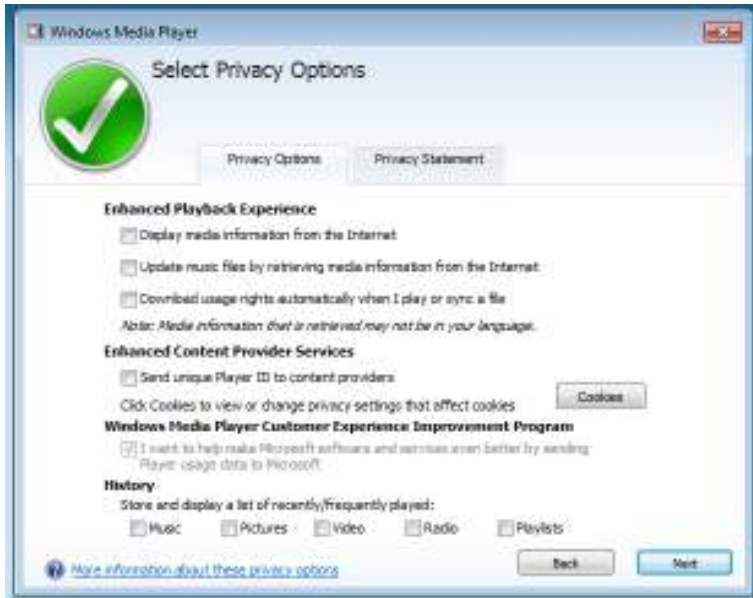 Windows Media Player
Select Privacy Options
Privacy Options Privacy Statement
Enhanced Playback Experience
Display media information from the Internet
Update music files by retrieving media information from the Internet
Download usage rights automatically when I play or sync a file
Note: Media information that is retrieved may not be in your language.
Enhanced Content Provider Services
Send unique Player ID to content providers
Click Cookies to view or change privacy settings that affect cookies Cookies
Windows Media Player Customer Experience Improvement Program
I want to help make Microsoft software and services even better by sending
Player usage data to Microsoft
History
Store and display a list of recently/frequently played:
Music Pictures Video Radio Playlists
More information about these privacy options Back Next